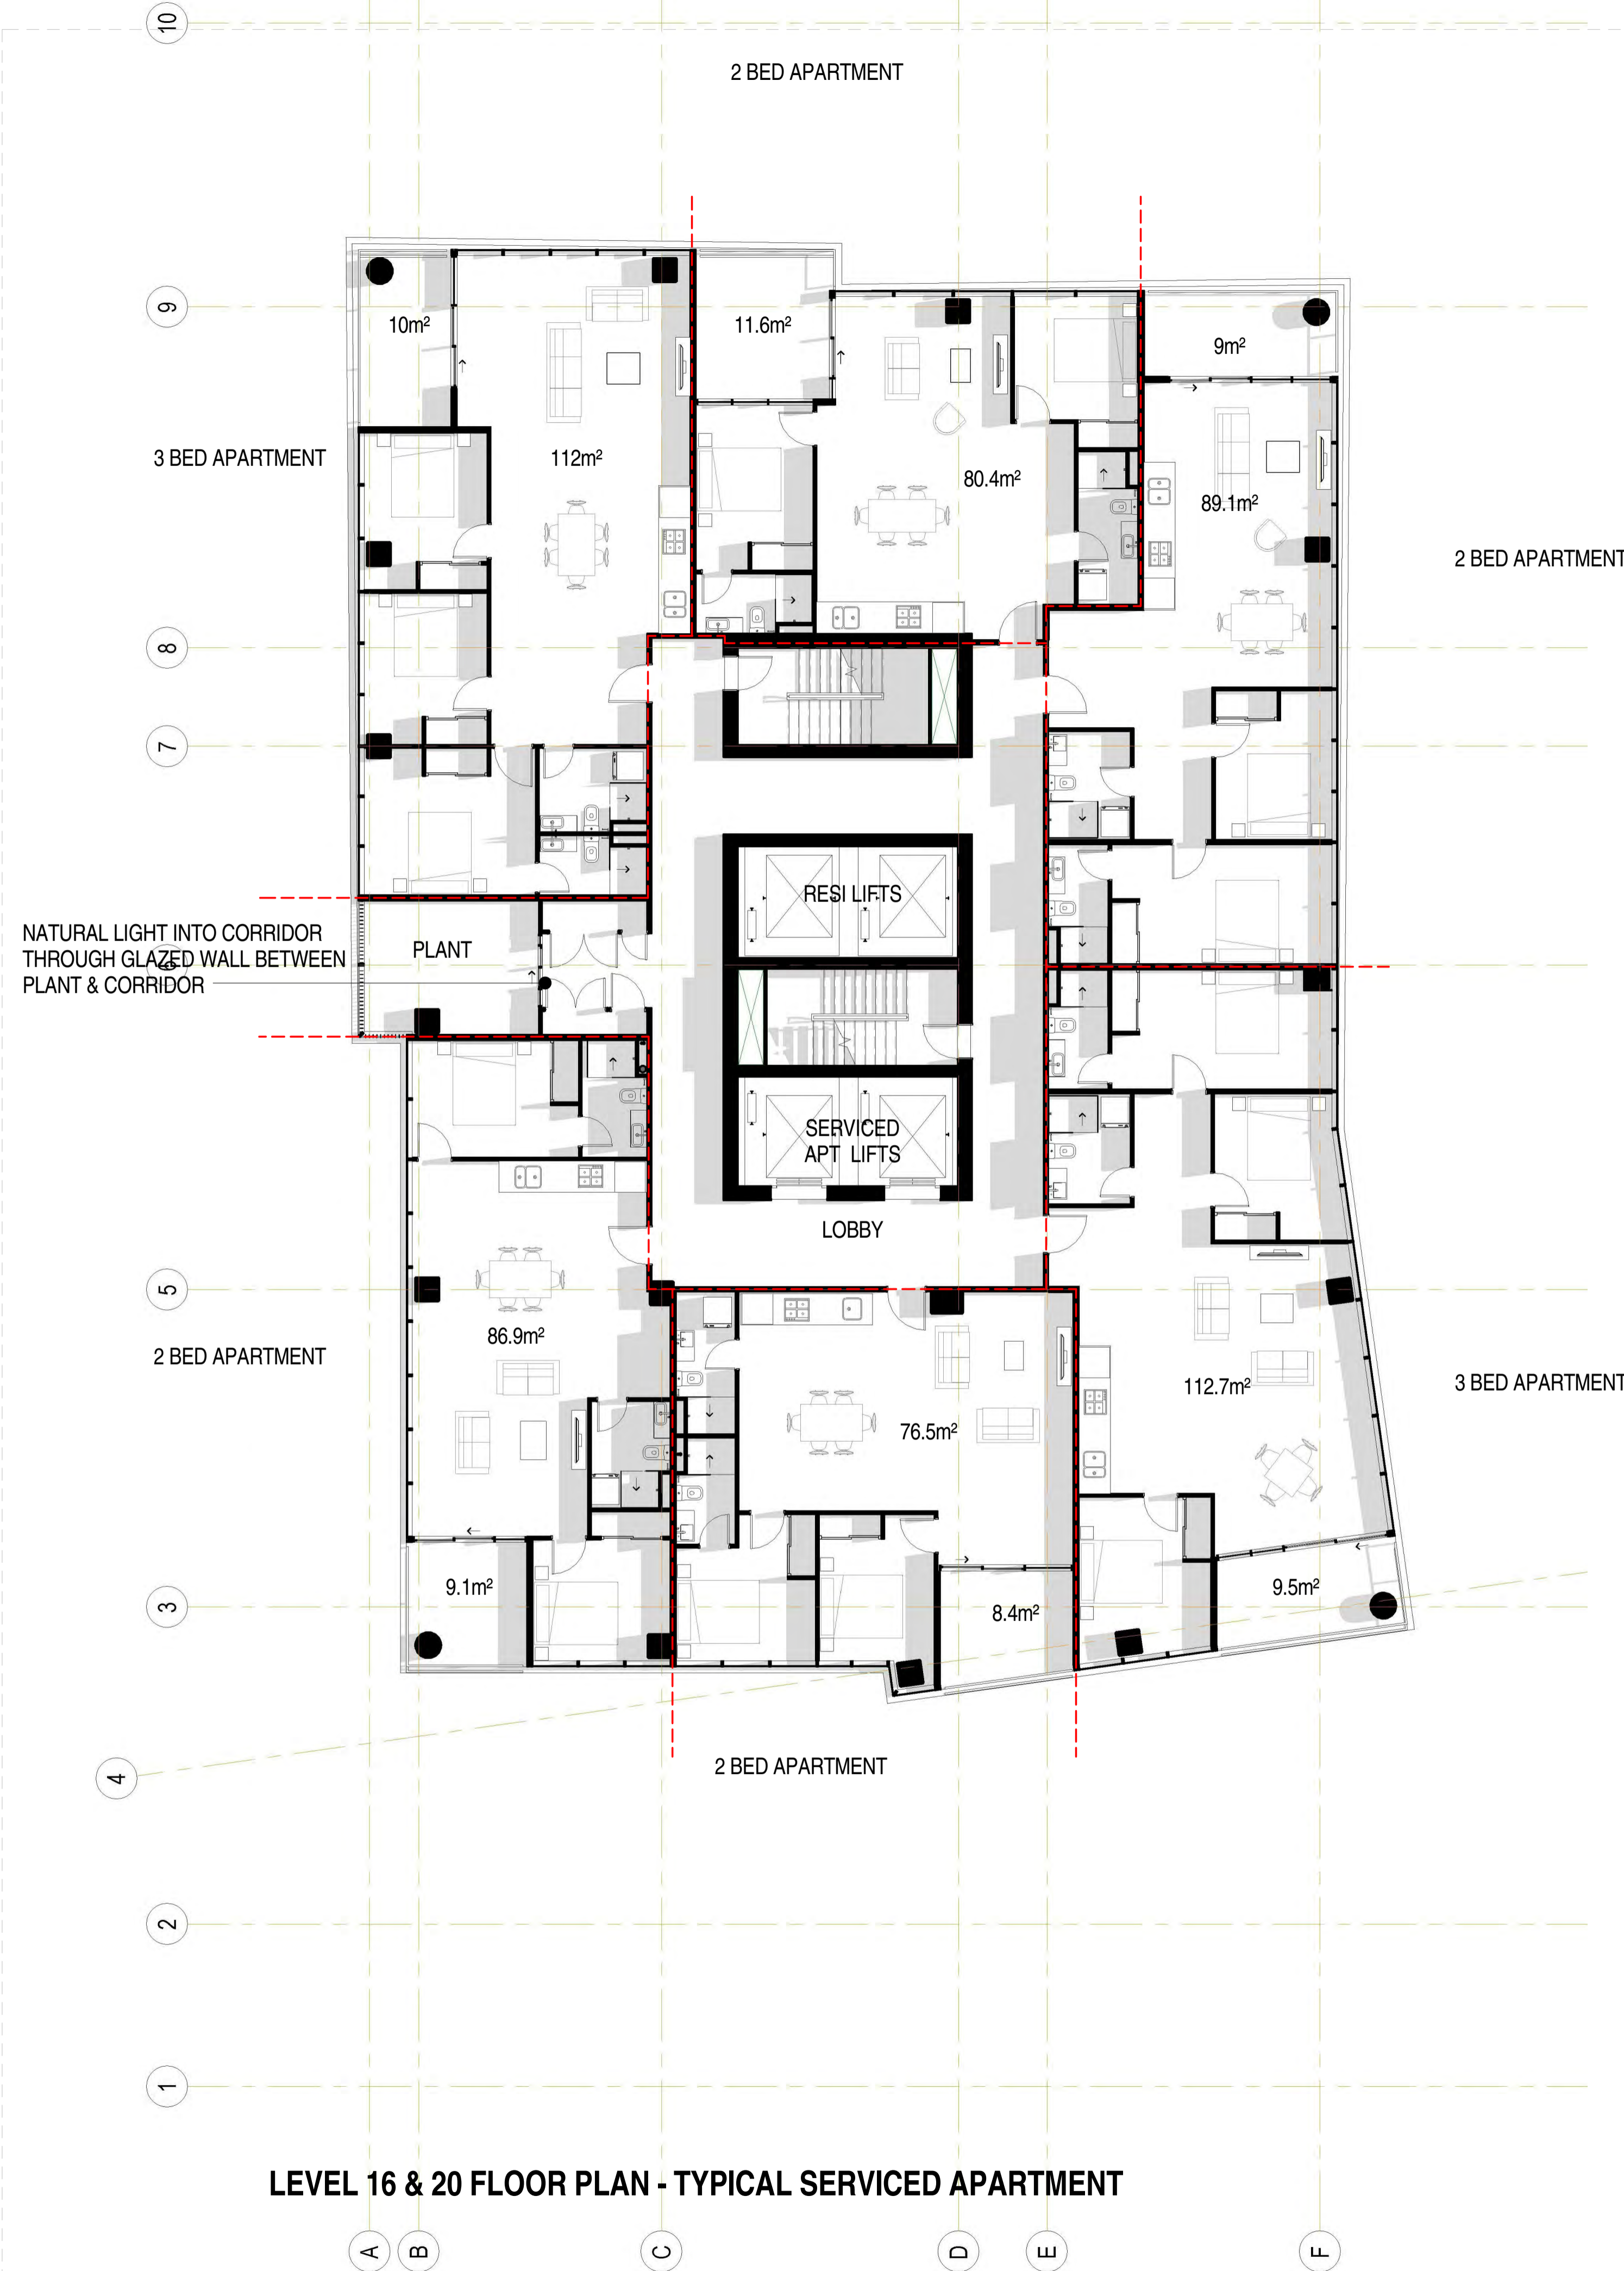 10
2 BED APARTMENT
9
10m²
11.6m²
9m²
3 BED APARTMENT
112m²
80.4m²
89.1m²
2 BED APARTMENT
8
7
RESI LIFTS
NATURAL LIGHT INTO CORRIDOR
THROUGH GLAZED WALL BETWEEN
PLANT & CORRIDOR
6
PLANT
SERVICED
APT LIFTS
LOBBY
5
86.9m²
2 BED APARTMENT
112.7m²
3 BED APARTMENT
76.5m²
3
9.1m²
8.4m²
9.5m²
4
2 BED APARTMENT
2
1
LEVEL 16 & 20 FLOOR PLAN - TYPICAL SERVICED APARTMENT
A
B
C
D
E
F